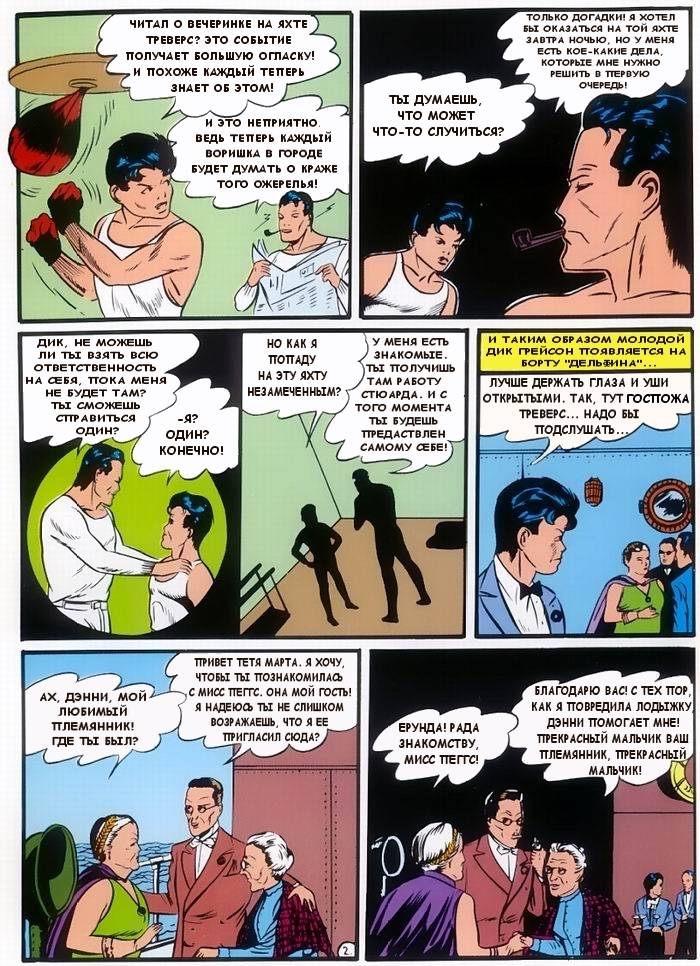 ЧИТАЛ О ВЕЧЕРИНКЕ НА ЯХТЕ
ТРЕВЕРС? ЭТО СОБЫТИЕ
ПОЛУЧАЕТ БОЛЬШУЮ ОГЛАСКУ!
И ПОХОЖЕ КАЖДЫЙ ТЕПЕРЬ
ЗНАЕТ ОБ ЭТОМ!
И ЭТО НЕПРИЯТНО.
ВЕДЬ ТЕПЕРЬ КАЖДЫЙ
ВОРИШКА В ГОРОДЕ
БУДЕТ ДУМАТЬ О КРАЖЕ
ТОГО ОЖЕРЕЛЬЯ!
ТЫ ДУМАЕШЬ,
ЧТО МОЖЕТ
ЧТО-ТО СЛУЧИТЬСЯ?
ТОЛЬКО ДОГАДКИ! Я ХОТЕЛ
БЫ ОКАЗАТЬСЯ НА ТОЙ ЯХТЕ
ЗАВТРА НОЧЬЮ, НО У МЕНЯ
ЕСТЬ КОЕ-КАКИЕ ДЕЛА,
КОТОРЫЕ МНЕ НУЖНО
РЕШИТЬ В ПЕРВУЮ
ОЧЕРЕДЬ!
ДИК, НЕ МОЖЕШЬ
ЛИ ТЫ ВЗЯТЬ ВСЮ
ОТВЕТСТВЕННОСТЬ
НА СЕБЯ, ПОКА МЕНЯ
НЕ БУДЕТ ТАМ?
ТЫ СМОЖЕШЬ
СПРАВИТЬСЯ
ОДИН?
-Я?
ОДИН?
КОНЕЧНО!
НО КАК Я
ПОПАДУ
НА ЭТУ ЯХТУ
НЕЗАМЕЧЕННЫМ?
У МЕНЯ ЕСТЬ
ЗНАКОМЫЕ.
ТЫ ПОЛУЧИШЬ
ТАМ РАБОТУ
СТЮАРДА. И С
ТОГО МОМЕНТА
ТЫ БУДЕШЬ
ПРЕДАСТВЛЕН
САМОМУ СЕБЕ!
И ТАКИМ ОБРАЗОМ МОЛОДОЙ
ДИК ГРЕЙСОН ПОЯВЛЯЕТСЯ НА
БОРТУ "ДЕЛЬФИНА"...
ЛУЧШЕ ДЕРЖАТЬ ГЛАЗА И УШИ
ОТКРЫТЫМИ. ТАК, ТУТ ГОСПОЖА
ТРЕВЕРС... НАДО БЫ
ПОДСЛУШАТЬ...
АХ, ДЭННИ, МОЙ
ЛЮБИМЫЙ
ПЛЕМЯННИК!
ГДЕ ТЫ БЫЛ?
ПРИВЕТ ТЕТЯ МАРТА. Я ХОЧУ,
ЧТОБЫ ТЫ ПОЗНАКОМИЛАСЬ
С МИСС ПЕГГС. ОНА МОЙ ГОСТЬ!
Я НАДЕЮСЬ ТЫ НЕ СЛИШКОМ
ВОЗРАЖАЕШЬ, ЧТО Я ЕЕ
ПРИГЛАСИЛ СЮДА?
2
ЕРУНДА! РАДА
ЗНАКОМСТВУ,
МИСС ПЕГГС!
БЛАГОДАРЮ ВАС! С ТЕХ ПОР,
КАК Я ПОВРЕДИЛА ЛОДЫЖКУ,
ДЭННИ ПОМОГАЕТ МНЕ!
ПРЕКРАСНЫЙ МАЛЬЧИК ВАШ
ПЛЕМЯННИК, ПРЕКРАСНЫЙ
МАЛЬЧИК!